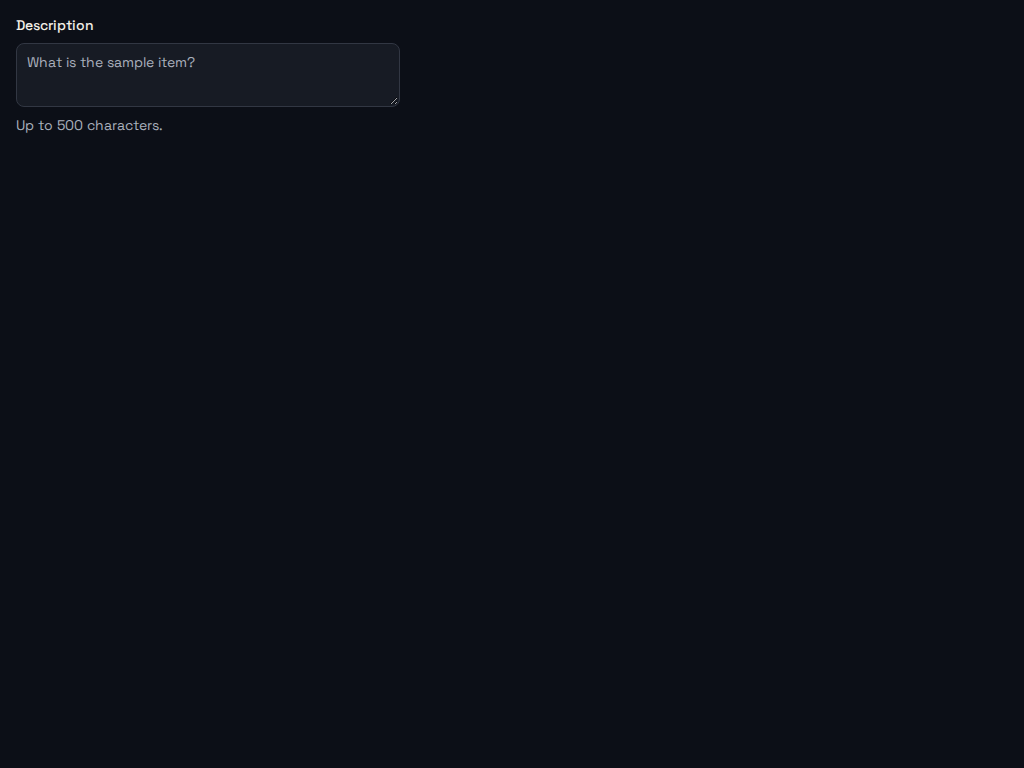 Description
What is the sample item?
Up to 500 characters.